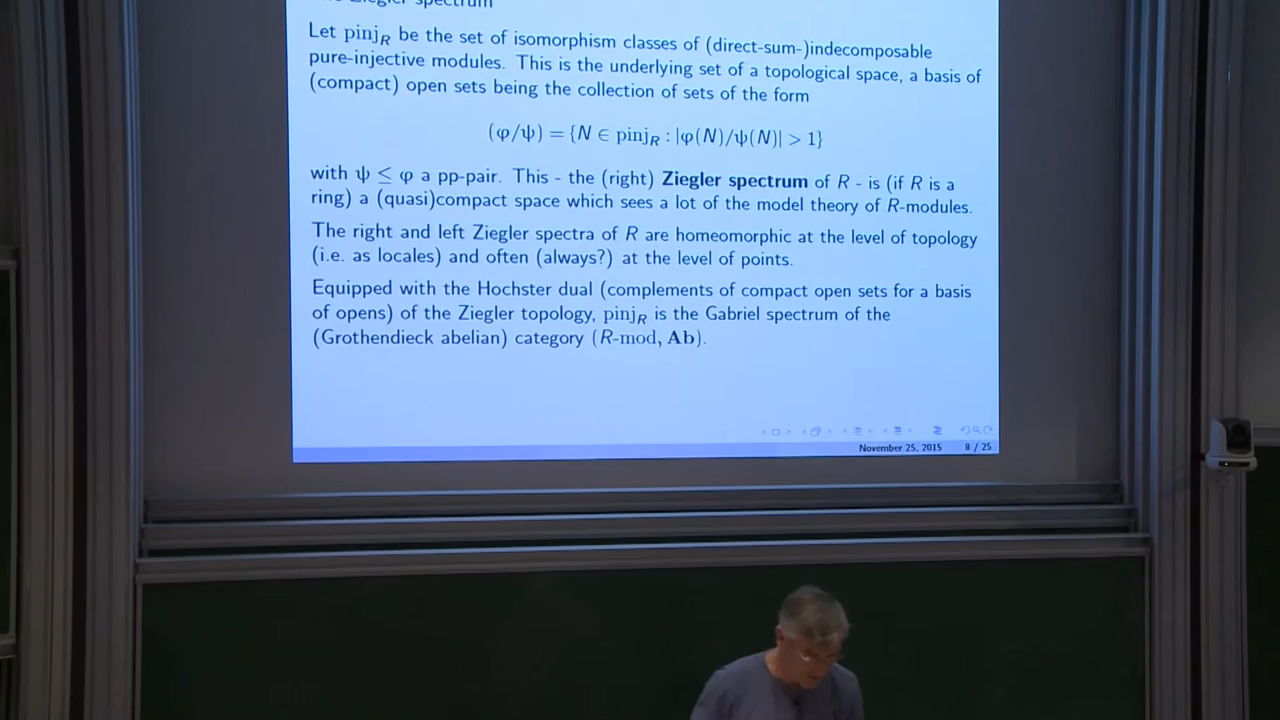 Ziegler spectrum
Let pinj_R be the set of isomorphism classes of (direct-sum-)indecomposable
pure-injective modules. This is the underlying set of a topological space, a basis of
(compact) open sets being the collection of sets of the form
(φ/ψ) = {N ∈ pinj_R : |φ(N)/ψ(N)| > 1}
with ψ ≤ φ a pp-pair. This - the (right) Ziegler spectrum of R - is (if R is a
ring) a (quasi)compact space which sees a lot of the model theory of R-modules.
The right and left Ziegler spectra of R are homeomorphic at the level of topology
(i.e. as locales) and often (always?) at the level of points.
Equipped with the Hochster dual (complements of compact open sets for a basis
of opens) of the Ziegler topology, pinj_R is the Gabriel spectrum of the
(Grothendieck abelian) category (R-mod, Ab).
November 25, 2015 8 / 25